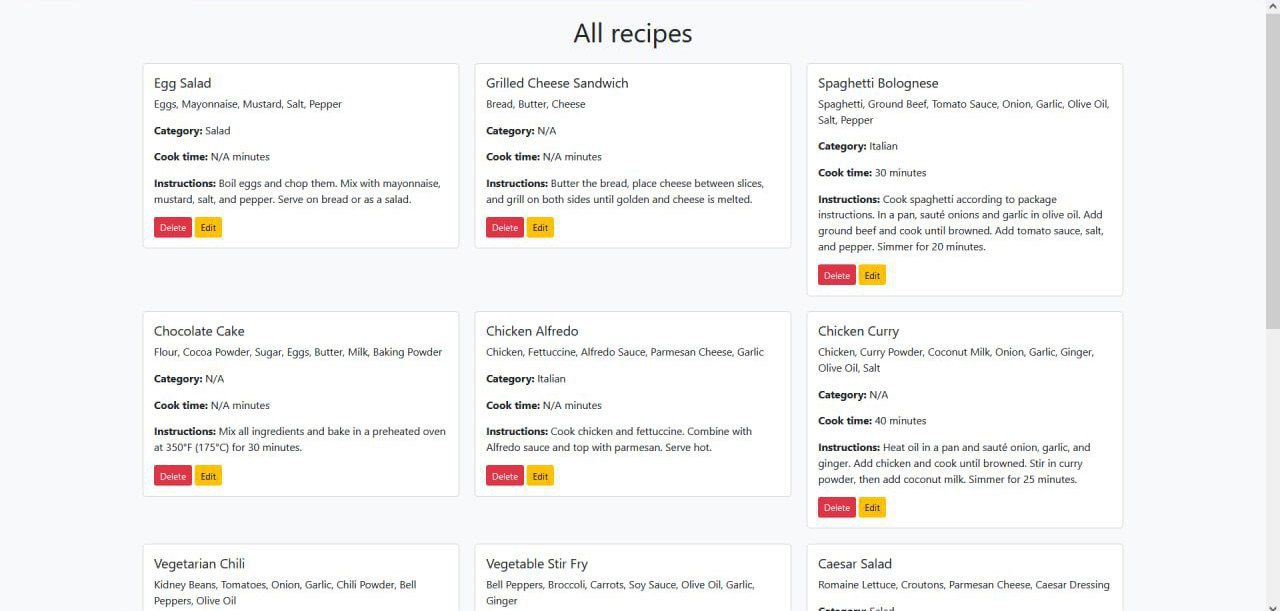 All recipes
Egg Salad
Eggs, Mayonnaise, Mustard, Salt, Pepper
Category: Salad
Cook time: N/A minutes
Instructions: Boil eggs and chop them. Mix with mayonnaise,
mustard, salt, and pepper. Serve on bread or as a salad.
Delete Edit
Grilled Cheese Sandwich
Bread, Butter, Cheese
Category: N/A
Cook time: N/A minutes
Instructions: Butter the bread, place cheese between slices,
and grill on both sides until golden and cheese is melted.
Delete Edit
Spaghetti Bolognese
Spaghetti, Ground Beef, Tomato Sauce, Onion, Garlic, Olive Oil,
Salt, Pepper
Category: Italian
Cook time: 30 minutes
Instructions: Cook spaghetti according to package
instructions. In a pan, sauté onions and garlic in olive oil. Add
ground beef and cook until browned. Add tomato sauce, salt,
and pepper. Simmer for 20 minutes.
Delete Edit
Chocolate Cake
Flour, Cocoa Powder, Sugar, Eggs, Butter, Milk, Baking Powder
Category: N/A
Cook time: N/A minutes
Instructions: Mix all ingredients and bake in a preheated oven
at 350°F (175°C) for 30 minutes.
Delete Edit
Chicken Alfredo
Chicken, Fettuccine, Alfredo Sauce, Parmesan Cheese, Garlic
Category: Italian
Cook time: N/A minutes
Instructions: Cook chicken and fettuccine. Combine with
Alfredo sauce and top with parmesan. Serve hot.
Delete Edit
Chicken Curry
Chicken, Curry Powder, Coconut Milk, Onion, Garlic, Ginger,
Olive Oil, Salt
Category: N/A
Cook time: 40 minutes
Instructions: Heat oil in a pan and sauté onion, garlic, and
ginger. Add chicken and cook until browned. Stir in curry
powder, then add coconut milk. Simmer for 25 minutes.
Delete Edit
Vegetarian Chili
Kidney Beans, Tomatoes, Onion, Garlic, Chili Powder, Bell
Peppers, Olive Oil
Vegetable Stir Fry
Bell Peppers, Broccoli, Carrots, Soy Sauce, Olive Oil, Garlic,
Ginger
Caesar Salad
Romaine Lettuce, Croutons, Parmesan Cheese, Caesar Dressing
Category: Salad